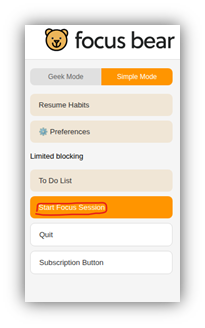 focus bear
Geek Mode Simple Mode
Resume Habits
⚙️ Preferences
Limited blocking
To Do List
Start Focus Session
Quit
Subscription Button